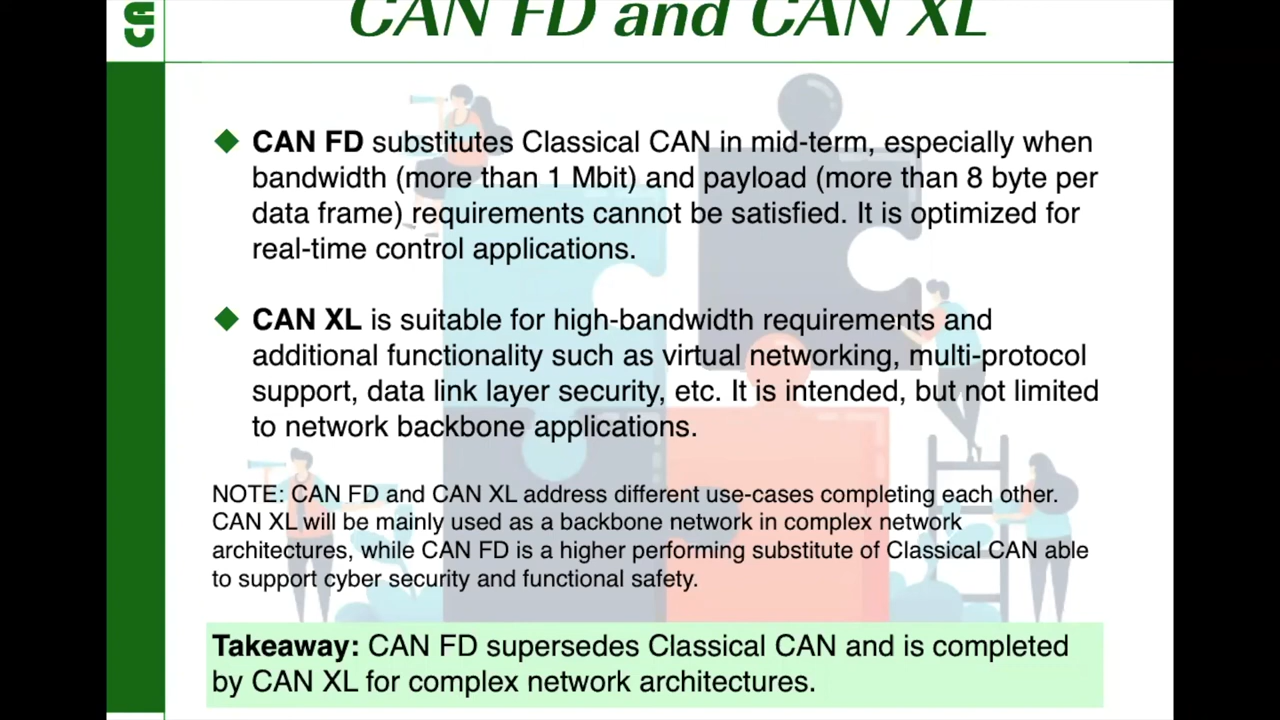 CAN FD and CAN XL
CAN FD substitutes Classical CAN in mid-term, especially when
bandwidth (more than 1 Mbit) and payload (more than 8 byte per
data frame) requirements cannot be satisfied. It is optimized for
real-time control applications.
CAN XL is suitable for high-bandwidth requirements and
additional functionality such as virtual networking, multi-protocol
support, data link layer security, etc. It is intended, but not limited
to network backbone applications.
NOTE: CAN FD and CAN XL address different use-cases completing each other.
CAN XL will be mainly used as a backbone network in complex network
architectures, while CAN FD is a higher performing substitute of Classical CAN able
to support cyber security and functional safety.
Takeaway: CAN FD supersedes Classical CAN and is completed
by CAN XL for complex network architectures.